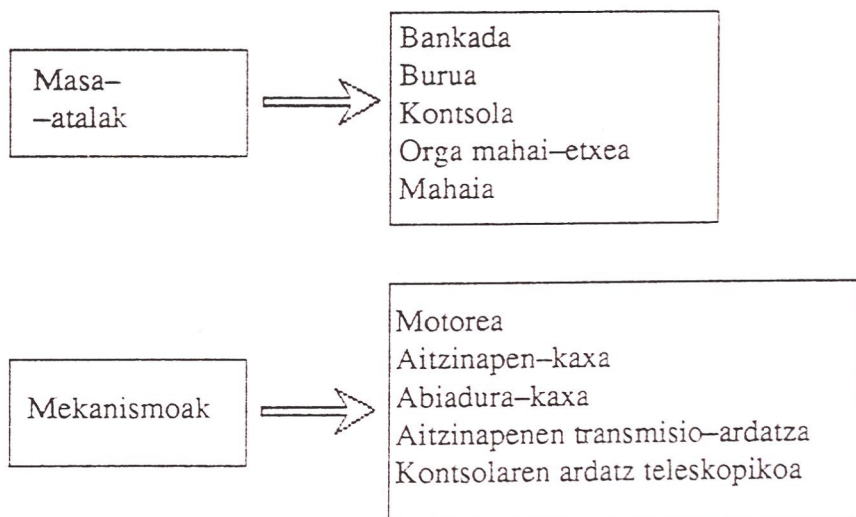 Masa–
–atalak
Bankada
Burua
Kontsola
Orga mahai–etxea
Mahaia
Mekanismoak
Motorea
Aitzinapen–kaxa
Abiadura–kaxa
Aitzinapenen transmisio–ardatza
Kontsolaren ardatz teleskopikoa